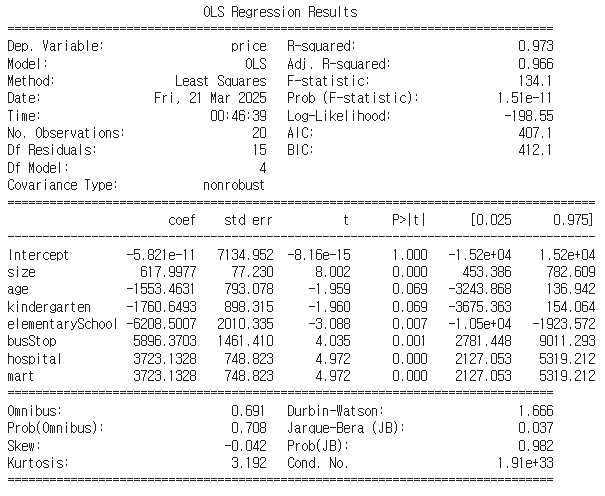 OLS Regression Results
==============================================================================
Dep. Variable: price R-squared: 0.973
Model: OLS Adj. R-squared: 0.966
Method: Least Squares F-statistic: 134.1
Date: Fri, 21 Mar 2025 Prob (F-statistic): 1.51e-11
Time: 00:46:39 Log-Likelihood: -198.55
No. Observations: 20 AIC: 407.1
Df Residuals: 15 BIC: 412.1
Df Model: 4
Covariance Type: nonrobust
====================================================================================
coef std err t P>|t| [0.025 0.975]
------------------------------------------------------------------------------------
Intercept -5.821e-11 7134.952 -8.16e-15 1.000 -1.52e+04 1.52e+04
size 617.9977 77.230 8.002 0.000 453.386 782.609
age -1553.4631 793.078 -1.959 0.069 -3243.868 136.942
kindergarten -1760.6493 898.315 -1.960 0.069 -3675.363 154.064
elementarySchool -6208.5007 2010.335 -3.088 0.007 -1.05e+04 -1923.572
busStop 5896.3703 1461.410 4.035 0.001 2781.448 9011.293
hospital 3723.1328 748.823 4.972 0.000 2127.053 5319.212
mart 3723.1328 748.823 4.972 0.000 2127.053 5319.212
==============================================================================
Omnibus: 0.691 Durbin-Watson: 1.666
Prob(Omnibus): 0.708 Jarque-Bera (JB): 0.037
Skew: -0.042 Prob(JB): 0.982
Kurtosis: 3.192 Cond. No. 1.91e+33
==============================================================================